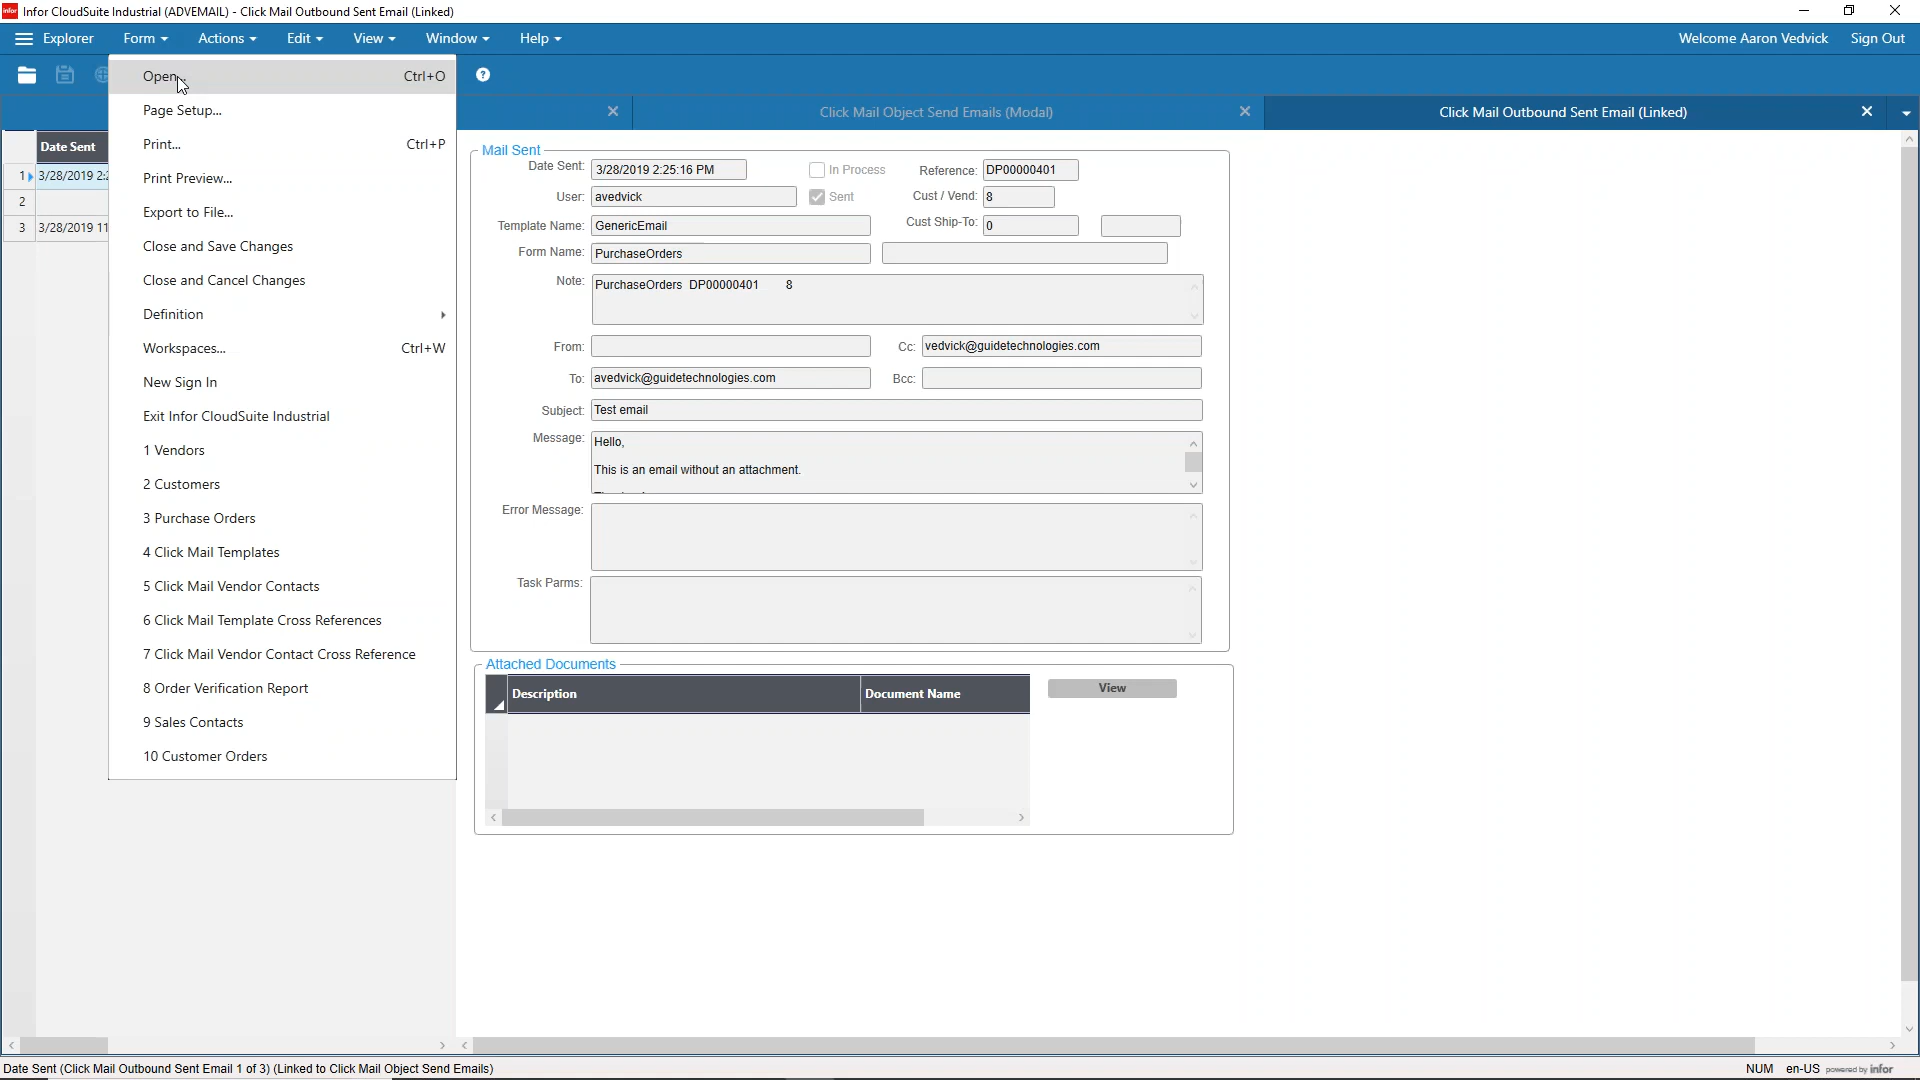 infor Infor CloudSuite Industrial (ADVEMAIL) - Click Mail Outbound Sent Email (Linked)
Explorer Form Actions Edit View Window Help Welcome Aaron Vedvick Sign Out
Open... Ctrl+O
Page Setup...
Print... Ctrl+P
Print Preview...
Export to File...
Close and Save Changes
Close and Cancel Changes
Definition
Workspaces... Ctrl+W
New Sign In
Exit Infor CloudSuite Industrial
1 Vendors
2 Customers
3 Purchase Orders
4 Click Mail Templates
5 Click Mail Vendor Contacts
6 Click Mail Template Cross References
7 Click Mail Vendor Contact Cross Reference
8 Order Verification Report
9 Sales Contacts
10 Customer Orders
Click Mail Object Send Emails (Modal) Click Mail Outbound Sent Email (Linked)
Date Sent
1 3/28/2019 2:2
2
3 3/28/2019 11
Mail Sent
Date Sent: 3/28/2019 2:25:16 PM In Process Reference: DP00000401
User: avedvick Sent Cust / Vend: 8
Template Name: GenericEmail Cust Ship-To: 0
Form Name: PurchaseOrders
Note: PurchaseOrders DP00000401 8
From: Cc: vedvick@guidetechnologies.com
To: avedvick@guidetechnologies.com Bcc:
Subject: Test email
Message: Hello,
This is an email without an attachment.
Error Message:
Task Parms:
Attached Documents
Description Document Name View
Date Sent (Click Mail Outbound Sent Email 1 of 3) (Linked to Click Mail Object Send Emails) NUM en-US powered by infor